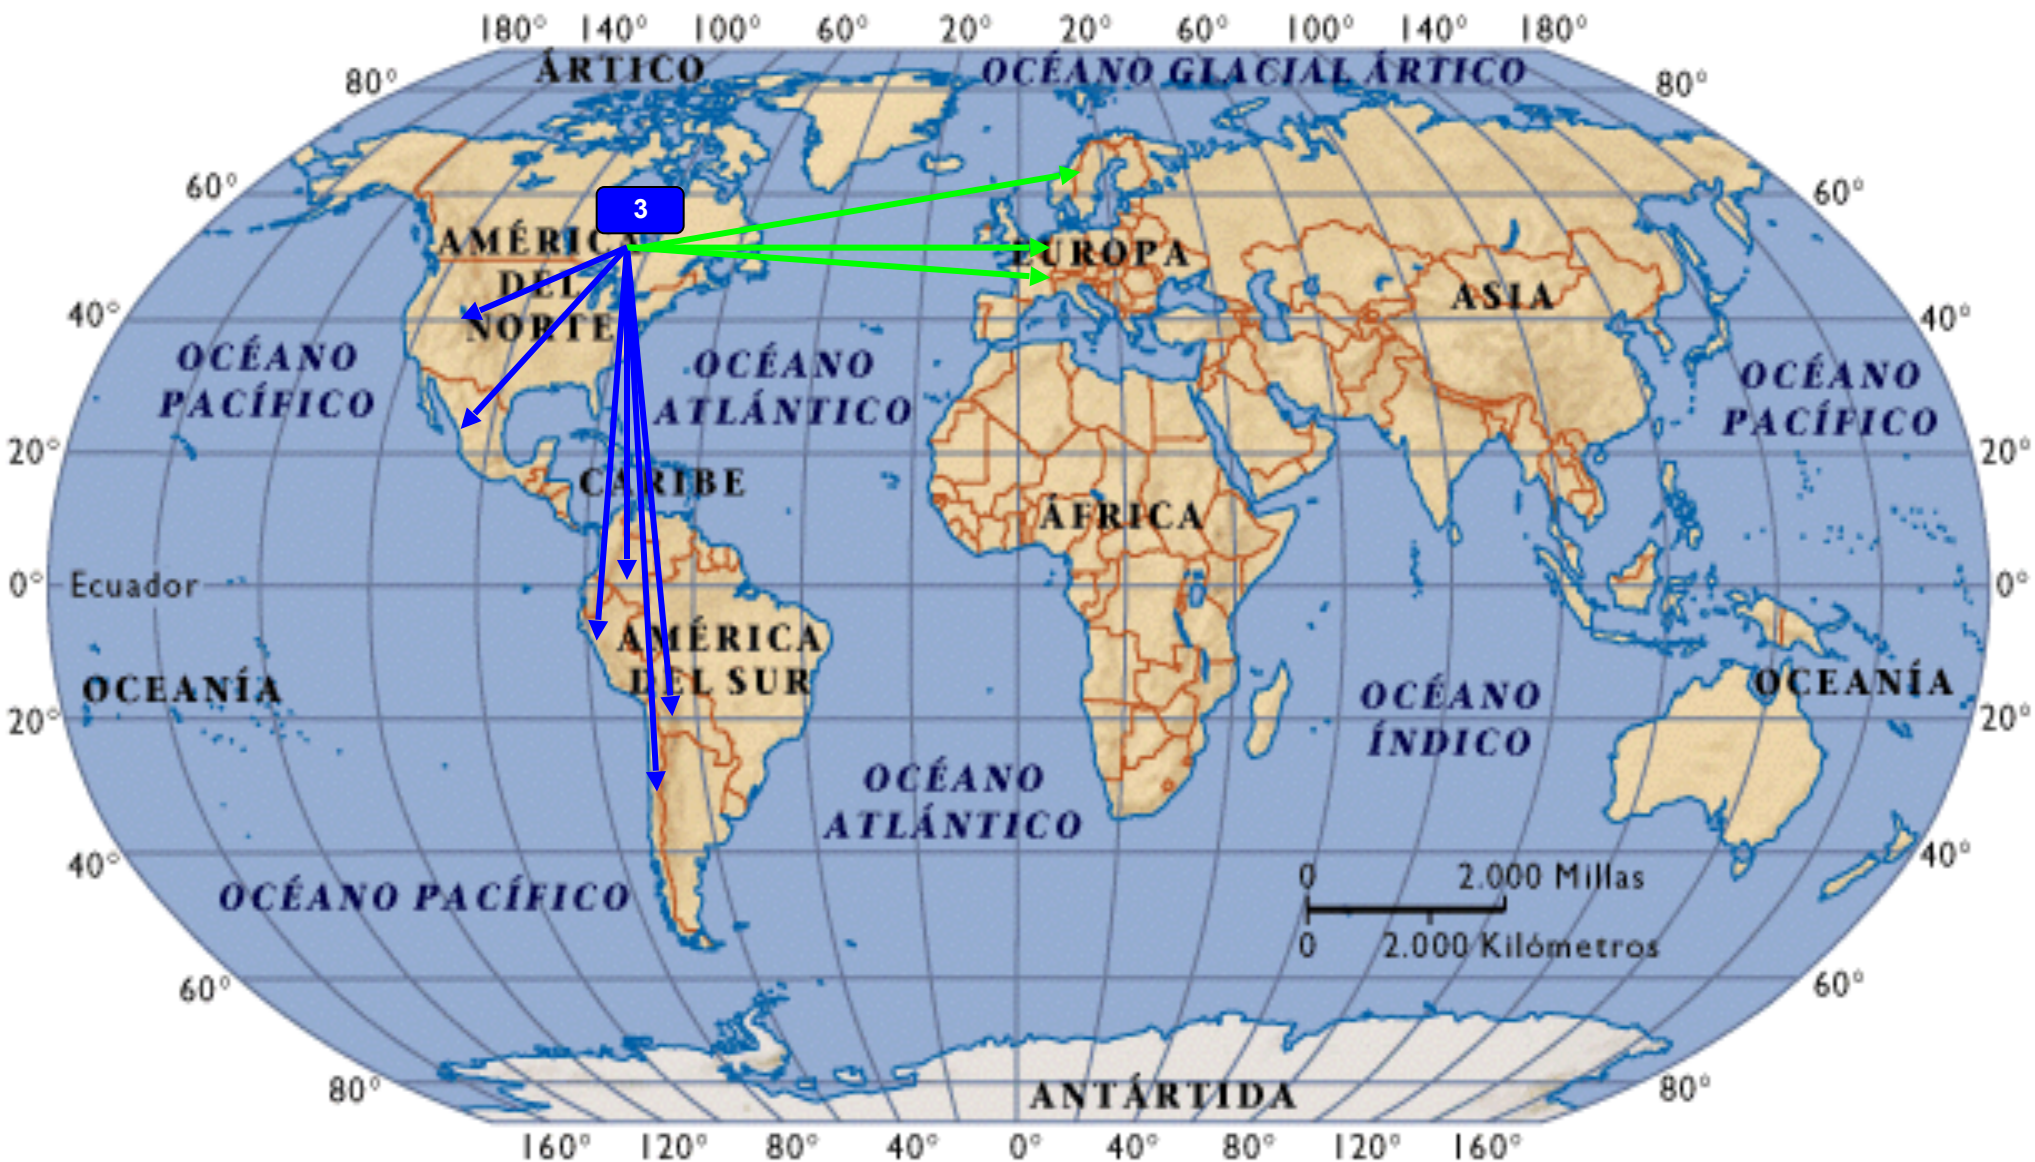 180° 140° 100° 60° 20° 20° 60° 100° 140° 180°
ÁRTICO
OCÉANO GLACIAL ÁRTICO
80° 80°
60° 60°
3
AMÉRICA
DEL
NORTE
EUROPA
ASIA
40° 40°
OCÉANO
PACÍFICO
OCÉANO
ATLÁNTICO
OCÉANO
PACÍFICO
20° 20°
CARIBE
ÁFRICA
0° Ecuador 0°
AMÉRICA
DEL SUR
OCEANÍA
OCEANÍA
20° 20°
OCÉANO
ÍNDICO
OCÉANO
ATLÁNTICO
40° 40°
OCÉANO PACÍFICO
0 2.000 Millas
0 2.000 Kilómetros
60° 60°
80° 80°
ANTÁRTIDA
160° 120° 80° 40° 0° 40° 80° 120° 160°